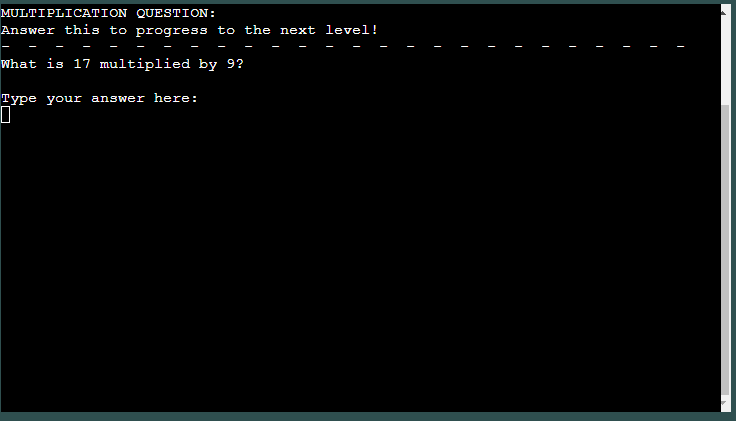 MULTIPLICATION QUESTION:
Answer this to progress to the next level!
- - - - - - - - - - - - - - - - - - - - - - - - - -
What is 17 multiplied by 9?
Type your answer here: